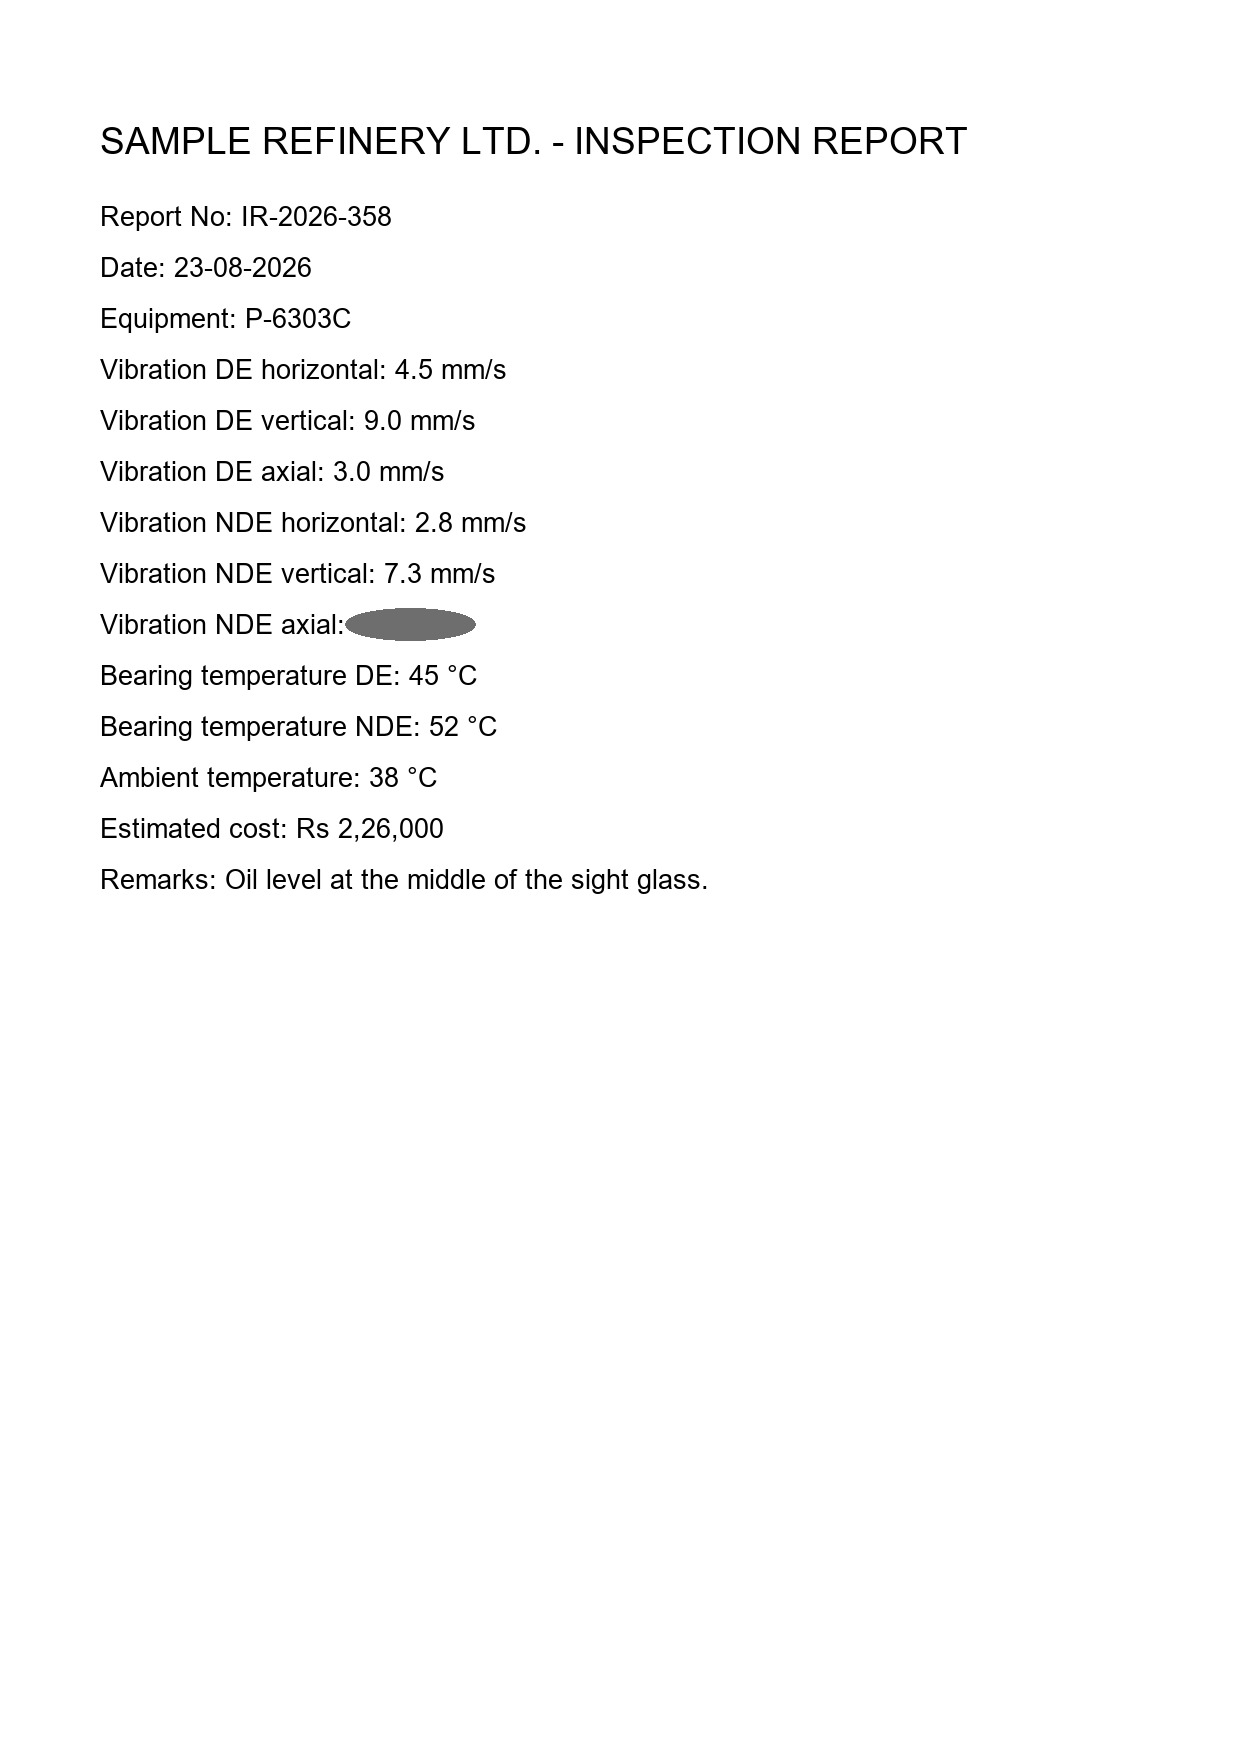 SAMPLE REFINERY LTD. - INSPECTION REPORT
Report No: IR-2026-358
Date: 23-08-2026
Equipment: P-6303C
Vibration DE horizontal: 4.5 mm/s
Vibration DE vertical: 9.0 mm/s
Vibration DE axial: 3.0 mm/s
Vibration NDE horizontal: 2.8 mm/s
Vibration NDE vertical: 7.3 mm/s
Vibration NDE axial:
Bearing temperature DE: 45 °C
Bearing temperature NDE: 52 °C
Ambient temperature: 38 °C
Estimated cost: Rs 2,26,000
Remarks: Oil level at the middle of the sight glass.